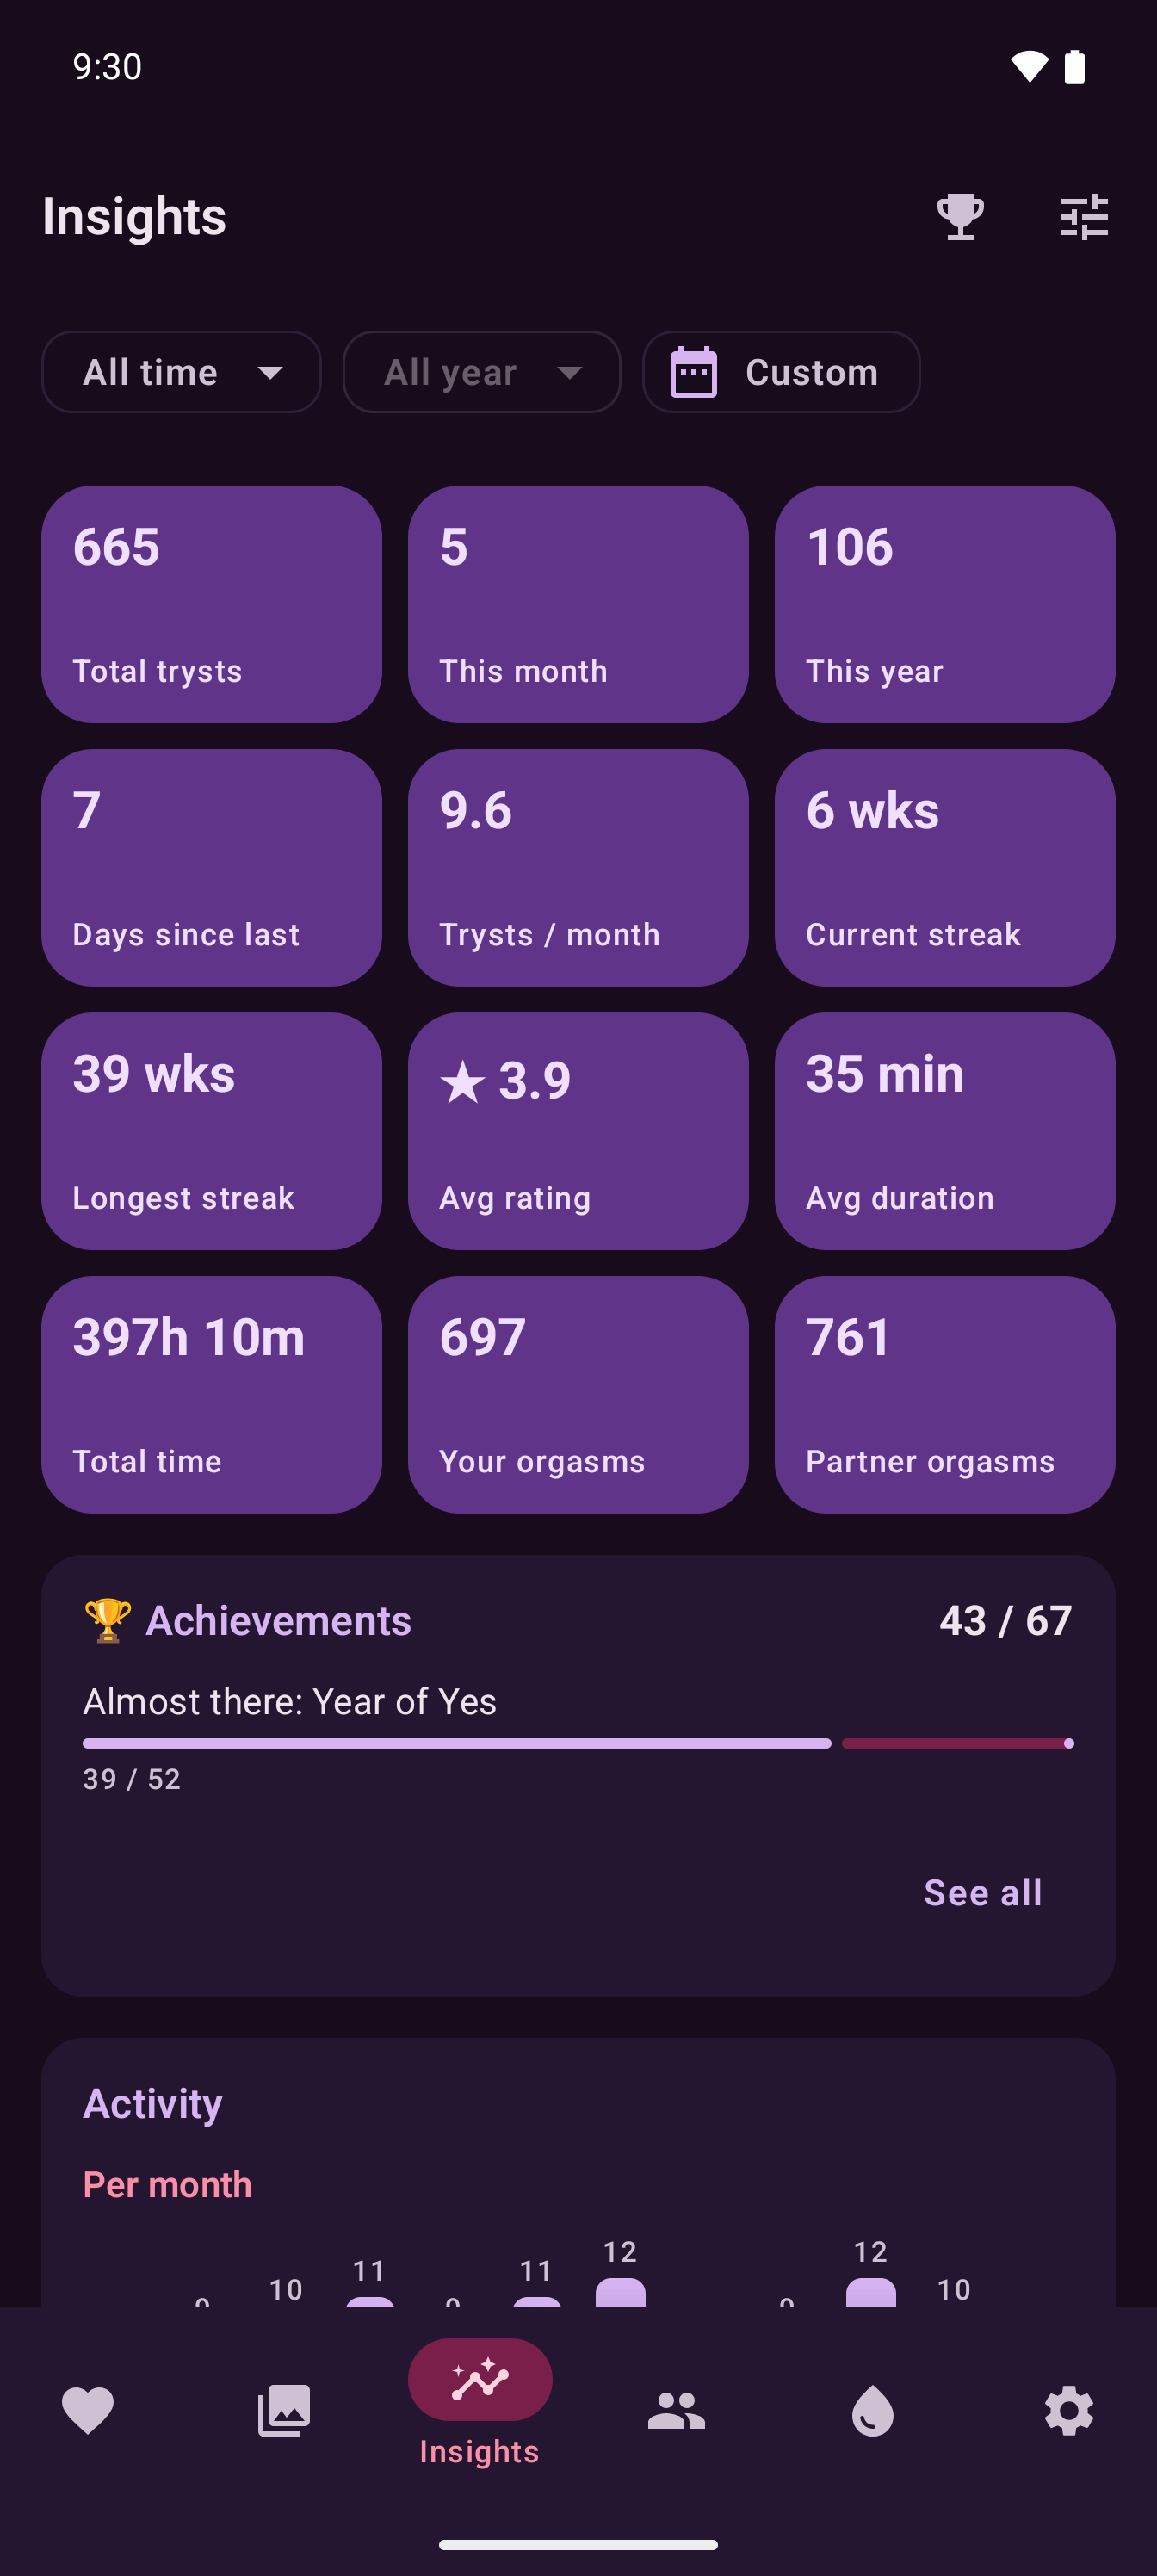 9:30
Insights
All time
All year
Custom
665
5
106
Total trysts
This month
This year
7
9.6
6 wks
Days since last
Trysts / month
Current streak
39 wks
★ 3.9
35 min
Longest streak
Avg rating
Avg duration
397h 10m
697
761
Total time
Your orgasms
Partner orgasms
🏆 Achievements
43 / 67
Almost there: Year of Yes
39 / 52
See all
Activity
Per month
12
12
11
11
10
10
Insights